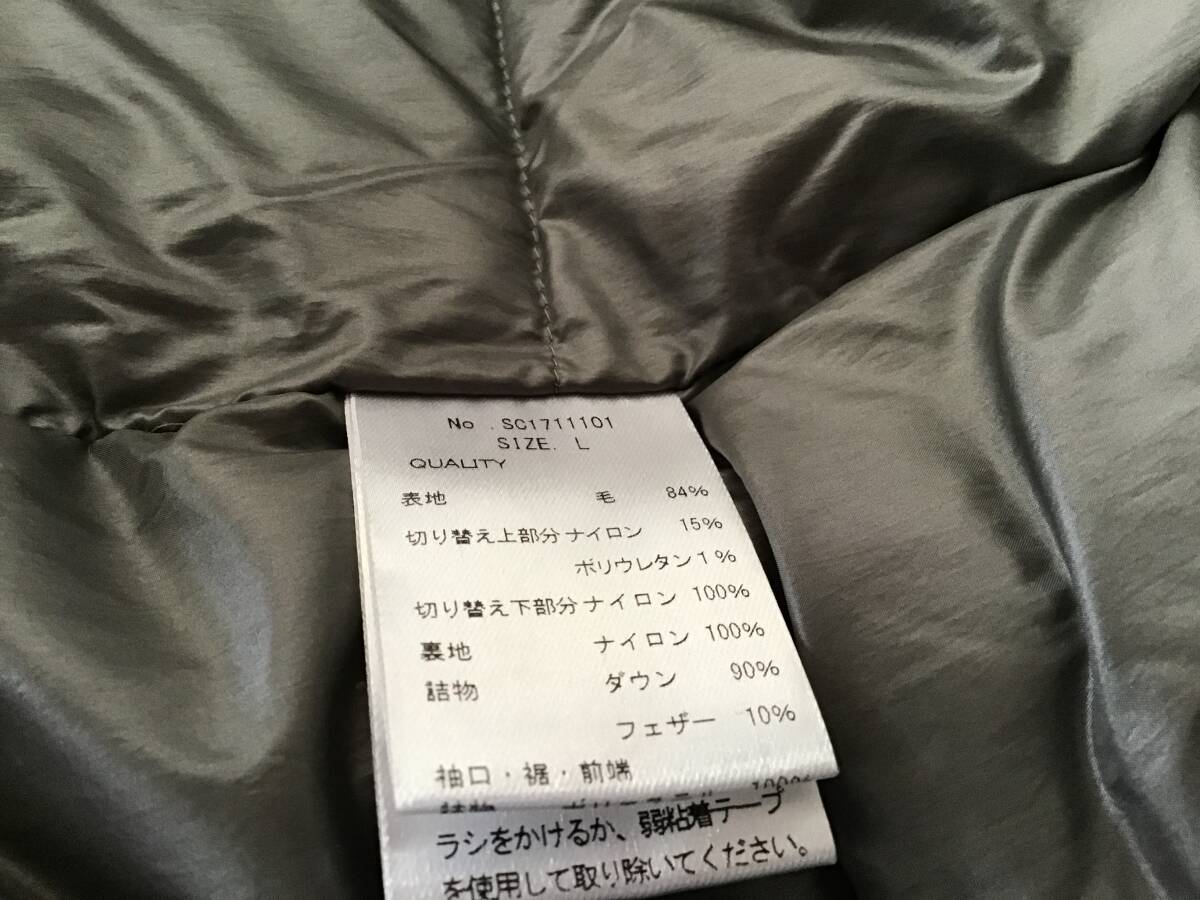 No .SC1711101
SIZE. L
QUALITY
表地 毛 84%
切り替え上部分 ナイロン 15%
ポリウレタン 1%
切り替え下部分 ナイロン 100%
裏地 ナイロン 100%
詰物 ダウン 90%
フェザー 10%
袖口・裾・前端
詰物 100%
ラシをかけるか、弱粘着テープ
を使用して取り除いてください。